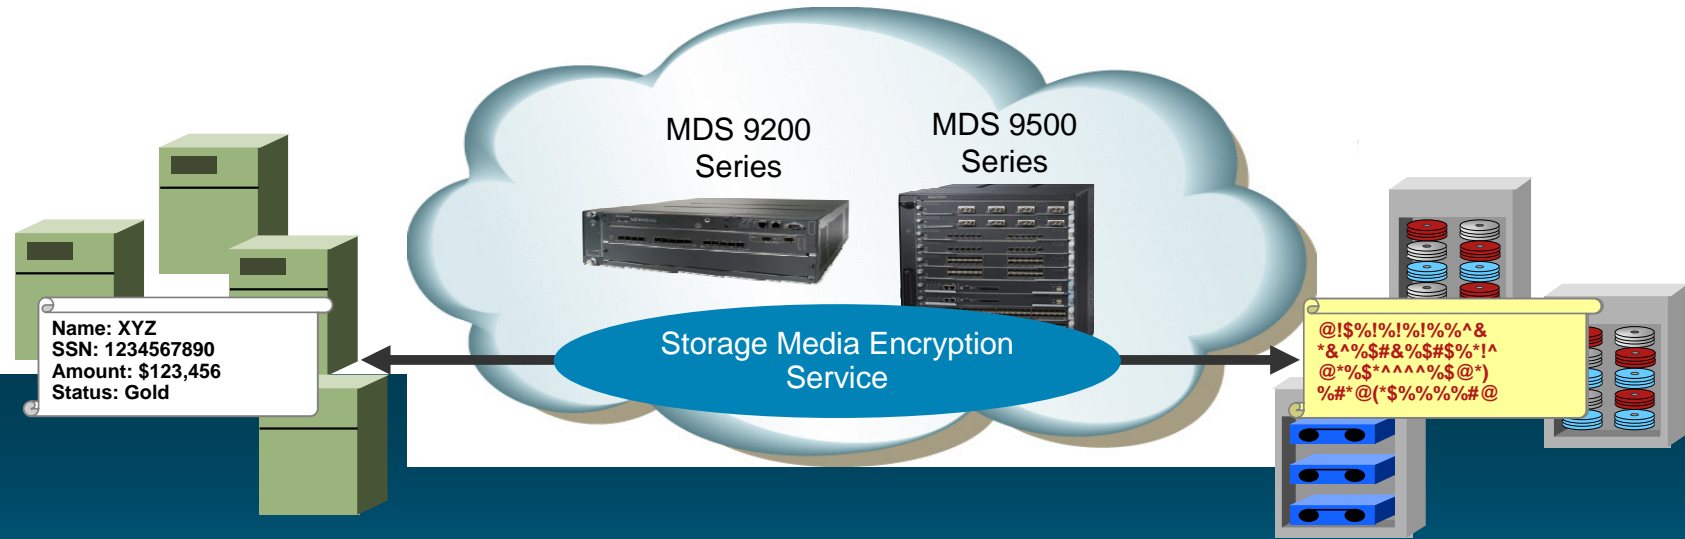 MDS 9200
Series
MDS 9500
Series
Name: XYZ
SSN: 1234567890
Amount: $123,456
Status: Gold
Storage Media Encryption
Service
@!$%!%!%!%%^&
*&^%$#&%$#$%*!^
@*%$*^^^^%$@*)
%#*@(*$%%%%#@